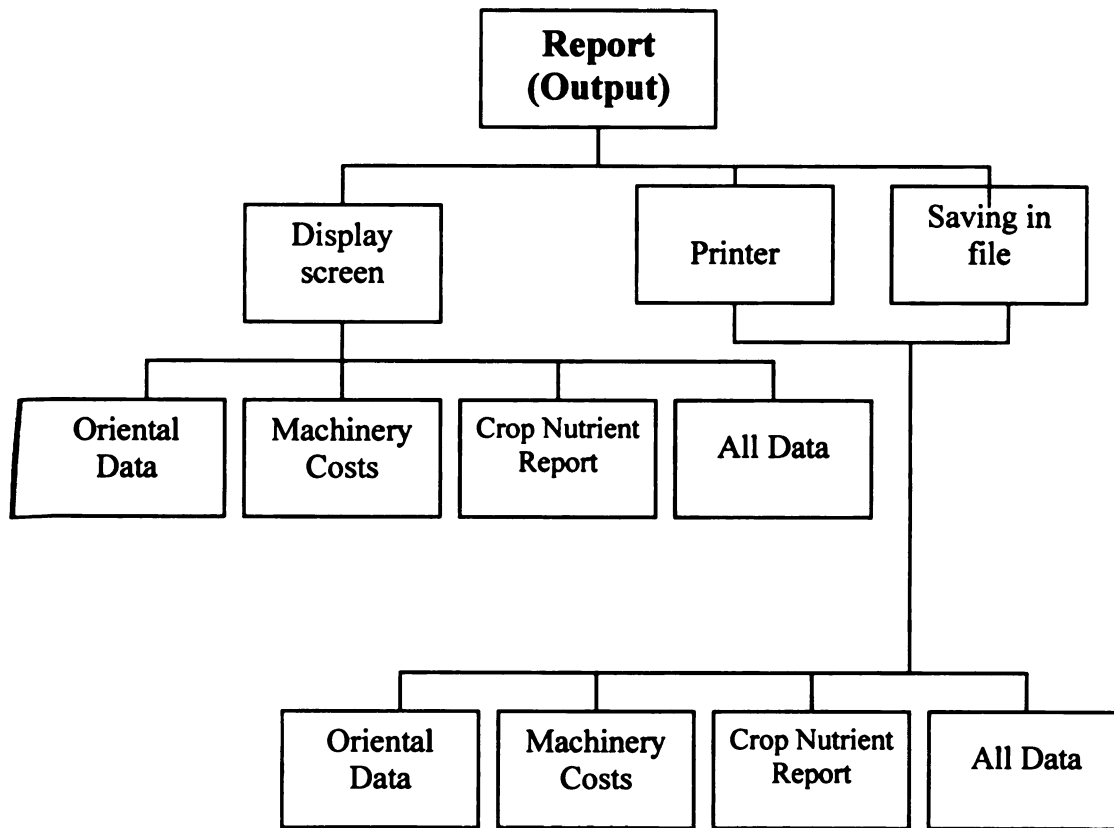 Report
(Output)
Display
screen
Printer
Saving in
file
Oriental
Data
Machinery
Costs
Crop Nutrient
Report
All Data
Oriental
Data
Machinery
Costs
Crop Nutrient
Report
All Data